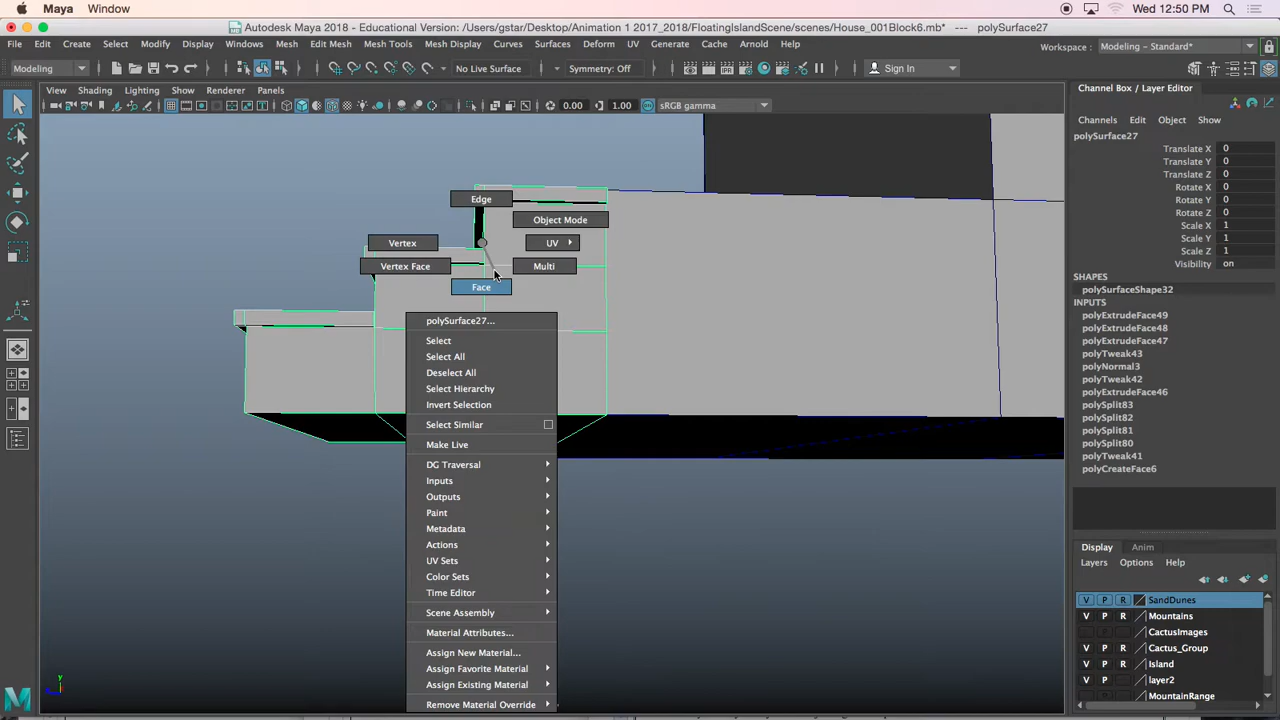 Maya Window Wed 12:50 PM
Autodesk Maya 2018 - Educational Version: /Users/gstar/Desktop/Animation 1 2017_2018/FloatingIslandScene/scenes/House_001Block6.mb* --- polySurface27
File Edit Create Select Modify Display Windows Mesh Edit Mesh Mesh Tools Mesh Display Curves Surfaces Deform UV Generate Cache Arnold Help Workspace : Modeling - Standard*
Modeling No Live Surface Symmetry: Off Sign In
View Shading Lighting Show Renderer Panels
0.00 1.00 ON sRGB gamma
Channel Box / Layer Editor
Channels Edit Object Show
polySurface27
Translate X 0
Translate Y 0
Translate Z 0
Rotate X 0
Rotate Y 0
Rotate Z 0
Scale X 1
Scale Y 1
Scale Z 1
Visibility on
SHAPES
polySurfaceShape32
INPUTS
polyExtrudeFace49
polyExtrudeFace48
polyExtrudeFace47
polyTweak43
polyNormal3
polyTweak42
polyExtrudeFace46
polySplit83
polySplit82
polySplit81
polySplit80
polyTweak41
polyCreateFace6
Edge
Object Mode
Vertex
UV
Vertex Face
Multi
Face
polySurface27...
Select
Select All
Deselect All
Select Hierarchy
Invert Selection
Select Similar
Make Live
DG Traversal
Inputs
Outputs
Paint
Metadata
Actions
UV Sets
Color Sets
Time Editor
Scene Assembly
Material Attributes...
Assign New Material...
Assign Favorite Material
Assign Existing Material
Remove Material Override
Display Anim
Layers Options Help
V P R SandDunes
V P R Mountains
CactusImages
V P R Cactus_Group
V P R Island
V P layer2
MountainRange
y
M